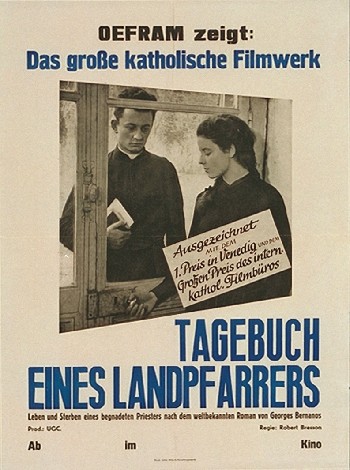 OEFRAM zeigt:
Das große katholische Filmwerk
Ausgezeichnet
MIT DEM
1. Preis in Venedig UND DEM
Großen Preis des intern.
kathol. Filmbüros
TAGEBUCH
EINES LANDPFARRERS
Leben und Sterben eines begnadeten Priesters nach dem weltbekannten Roman von Georges Bernanos
Prod.: UGC. Regie: Robert Bresson
Ab im Kino